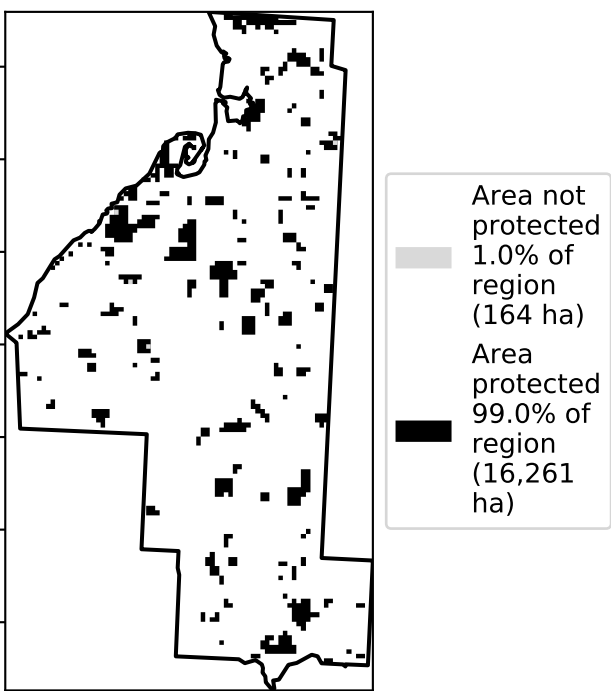 Area not
protected
1.0% of
region
(164 ha)
Area
protected
99.0% of
region
(16,261
ha)